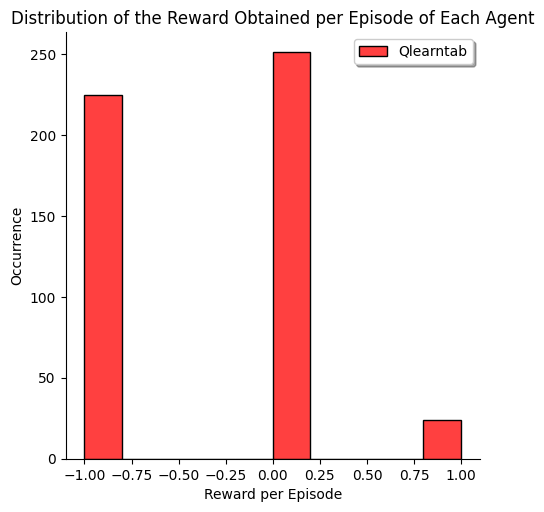 Distribution of the Reward Obtained per Episode of Each Agent
Qlearntab
250
200
150
100
50
0
Occurrence
−1.00 −0.75 −0.50 −0.25 0.00 0.25 0.50 0.75 1.00
Reward per Episode